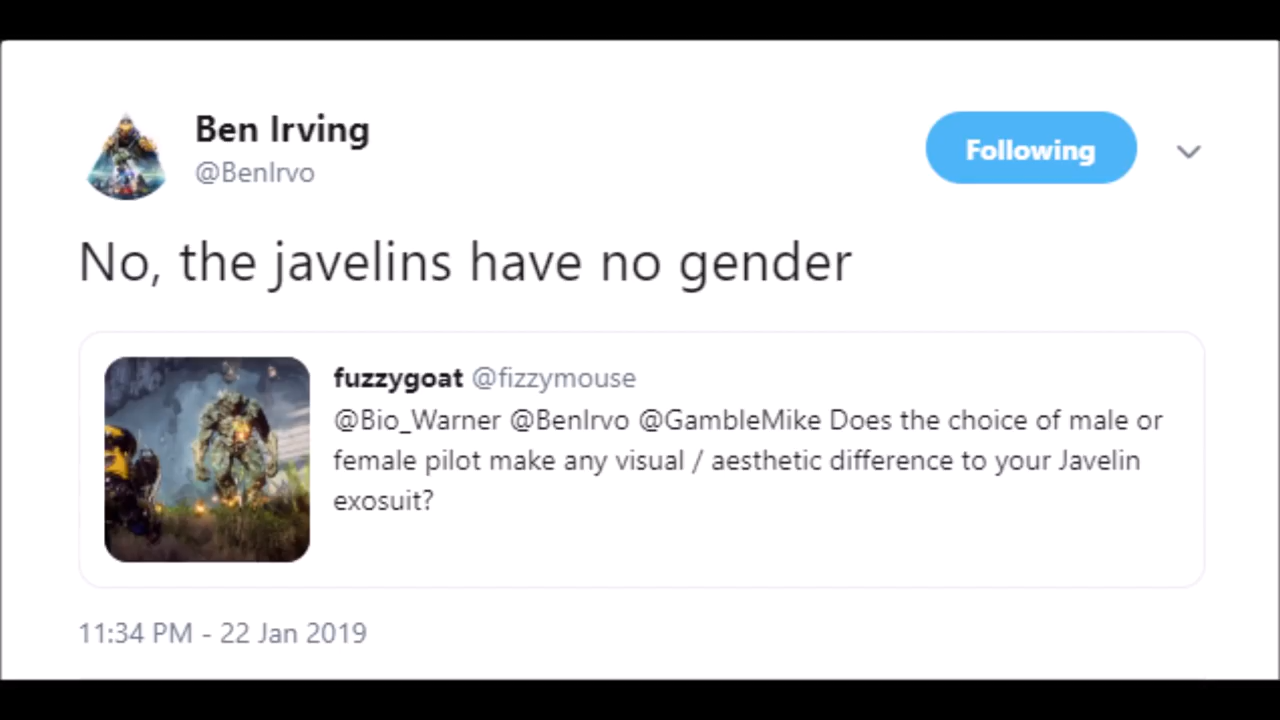 Ben Irving
@BenIrvo
Following
No, the javelins have no gender
fuzzygoat @fizzymouse
@Bio_Warner @BenIrvo @GambleMike Does the choice of male or
female pilot make any visual / aesthetic difference to your Javelin
exosuit?
11:34 PM - 22 Jan 2019